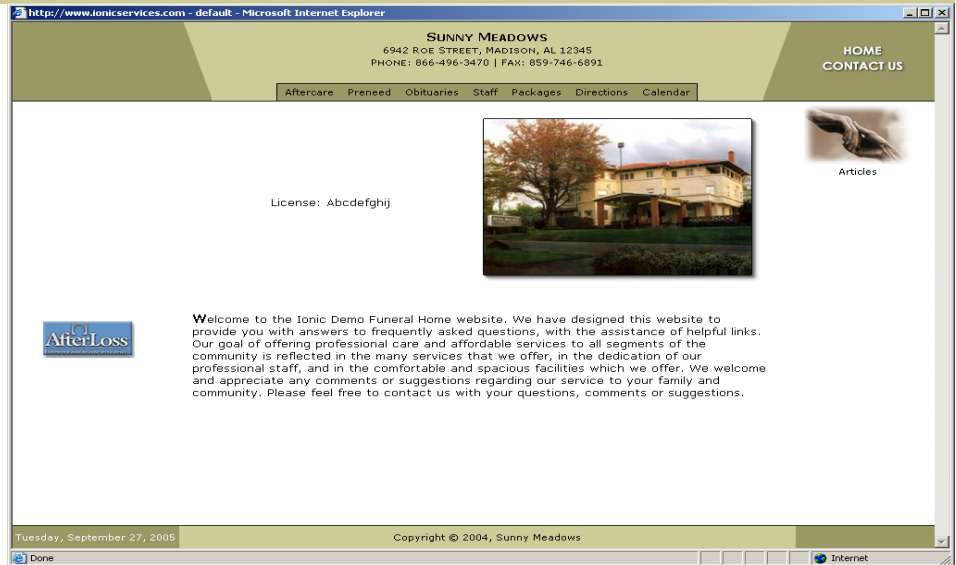 http://www.ionicservices.com - default - Microsoft Internet Explorer
SUNNY MEADOWS
6942 ROE STREET, MADISON, AL 12345
PHONE: 866-496-3470 | FAX: 859-746-6891
HOME
CONTACT US
Aftercare Preneed Obituaries Staff Packages Directions Calendar
Articles
License: Abcdefghij
AfterLoss
Welcome to the Ionic Demo Funeral Home website. We have designed this website to
provide you with answers to frequently asked questions, with the assistance of helpful links.
Our goal of offering professional care and affordable services to all segments of the
community is reflected in the many services that we offer, in the dedication of our
professional staff, and in the comfortable and spacious facilities which we offer. We welcome
and appreciate any comments or suggestions regarding our service to your family and
community. Please feel free to contact us with your questions, comments or suggestions.
Tuesday, September 27, 2005
Copyright © 2004, Sunny Meadows
Done
Internet